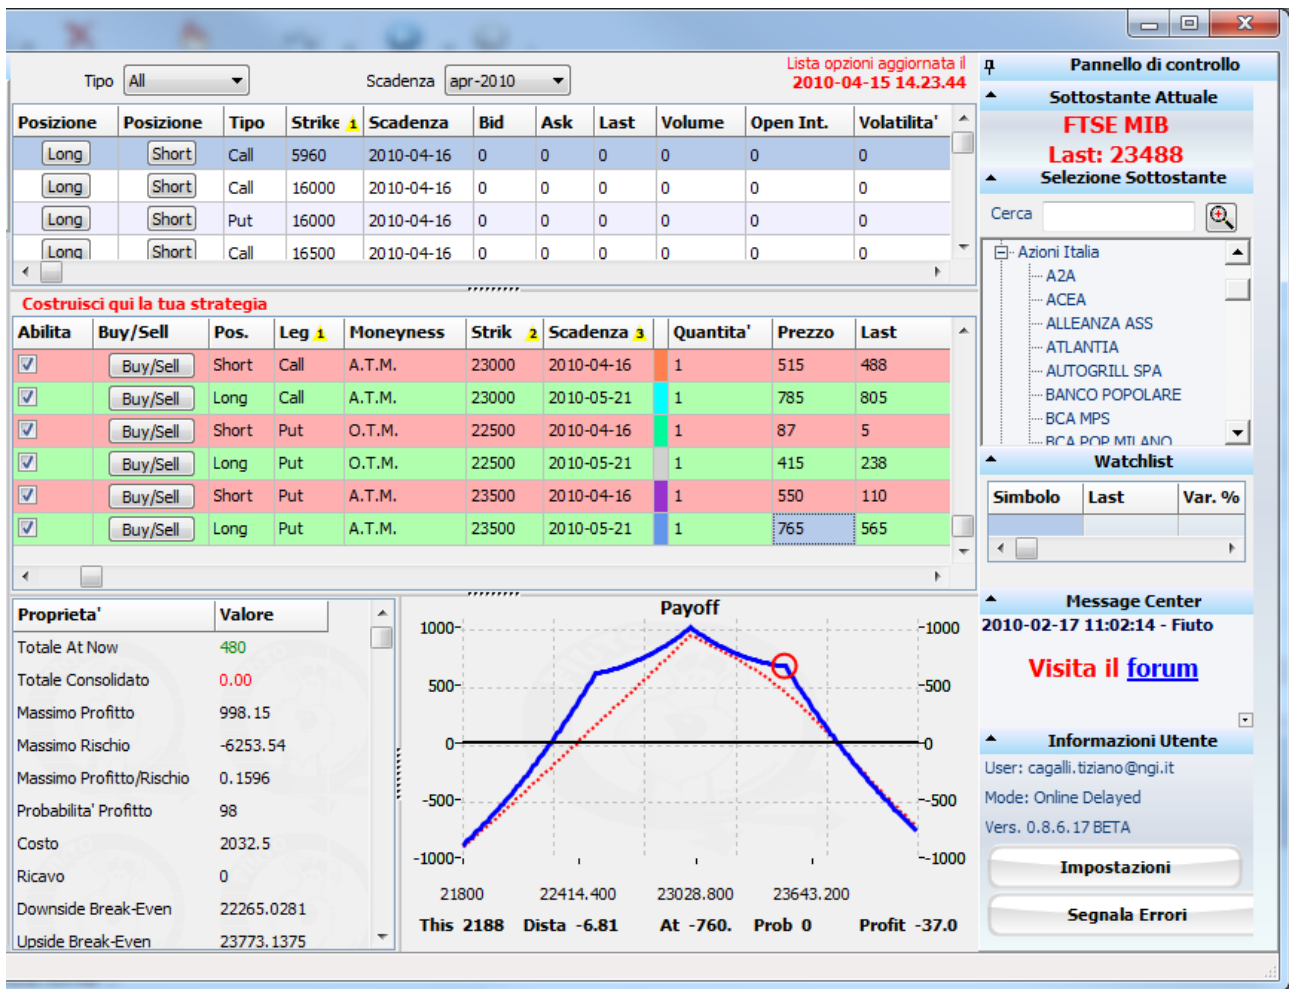 X
Tipo All Scadenza apr-2010 Lista opzioni aggiornata il
2010-04-15 14.23.44
Posizione Posizione Tipo Strike 1 Scadenza Bid Ask Last Volume Open Int. Volatilita'
Long Short Call 5960 2010-04-16 0 0 0 0 0 0
Long Short Call 16000 2010-04-16 0 0 0 0 0 0
Long Short Put 16000 2010-04-16 0 0 0 0 0 0
Long Short Call 16500 2010-04-16 0 0 0 0 0 0
Costruisci qui la tua strategia
Abilita Buy/Sell Pos. Leg 1 Moneyness Strik 2 Scadenza 3 Quantita' Prezzo Last
Buy/Sell Short Call A.T.M. 23000 2010-04-16 1 515 488
Buy/Sell Long Call A.T.M. 23000 2010-05-21 1 785 805
Buy/Sell Short Put O.T.M. 22500 2010-04-16 1 87 5
Buy/Sell Long Put O.T.M. 22500 2010-05-21 1 415 238
Buy/Sell Short Put A.T.M. 23500 2010-04-16 1 550 110
Buy/Sell Long Put A.T.M. 23500 2010-05-21 1 765 565
Proprieta' Valore
Totale At Now 480
Totale Consolidato 0.00
Massimo Profitto 998.15
Massimo Rischio -6253.54
Massimo Profitto/Rischio 0.1596
Probabilita' Profitto 98
Costo 2032.5
Ricavo 0
Downside Break-Even 22265.0281
Upside Break-Even 23773.1375
Payoff
1000 1000
500 500
0 0
-500 -500
-1000 -1000
21800 22414.400 23028.800 23643.200
This 2188 Dista -6.81 At -760. Prob 0 Profit -37.0
Pannello di controllo
Sottostante Attuale
FTSE MIB
Last: 23488
Selezione Sottostante
Cerca
Azioni Italia
A2A
ACEA
ALLEANZA ASS
ATLANTIA
AUTOGRILL SPA
BANCO POPOLARE
BCA MPS
BCA POP MILANO
Watchlist
Simbolo Last Var. %
Message Center
2010-02-17 11:02:14 - Fiuto
Visita il forum
Informazioni Utente
User: cagalli.tiziano@ngi.it
Mode: Online Delayed
Vers. 0.8.6.17 BETA
Impostazioni
Segnala Errori